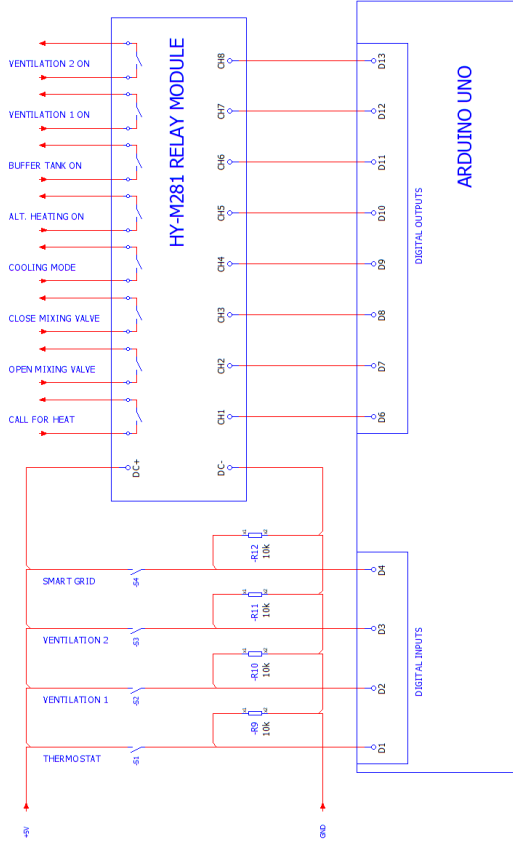 VENTILATION 2 ON
VENTILATION 1 ON
BUFFER TANK ON
ALT. HEATING ON
COOLING MODE
CLOSE MIXING VALVE
OPEN MIXING VALVE
CALL FOR HEAT
HY-M281 RELAY MODULE
CH8
CH7
CH6
CH5
CH4
CH3
CH2
CH1
DC+
DC-
D13
D12
D11
D10
D9
D8
D7
D6
DIGITAL OUTPUTS
ARDUINO UNO
SMART GRID
-S4
-R12
10k
D4
VENTILATION 2
-S3
-R11
10k
D3
VENTILATION 1
-S2
-R10
10k
D2
THERMOSTAT
-S1
-R9
10k
D1
DIGITAL INPUTS
+5V
GND